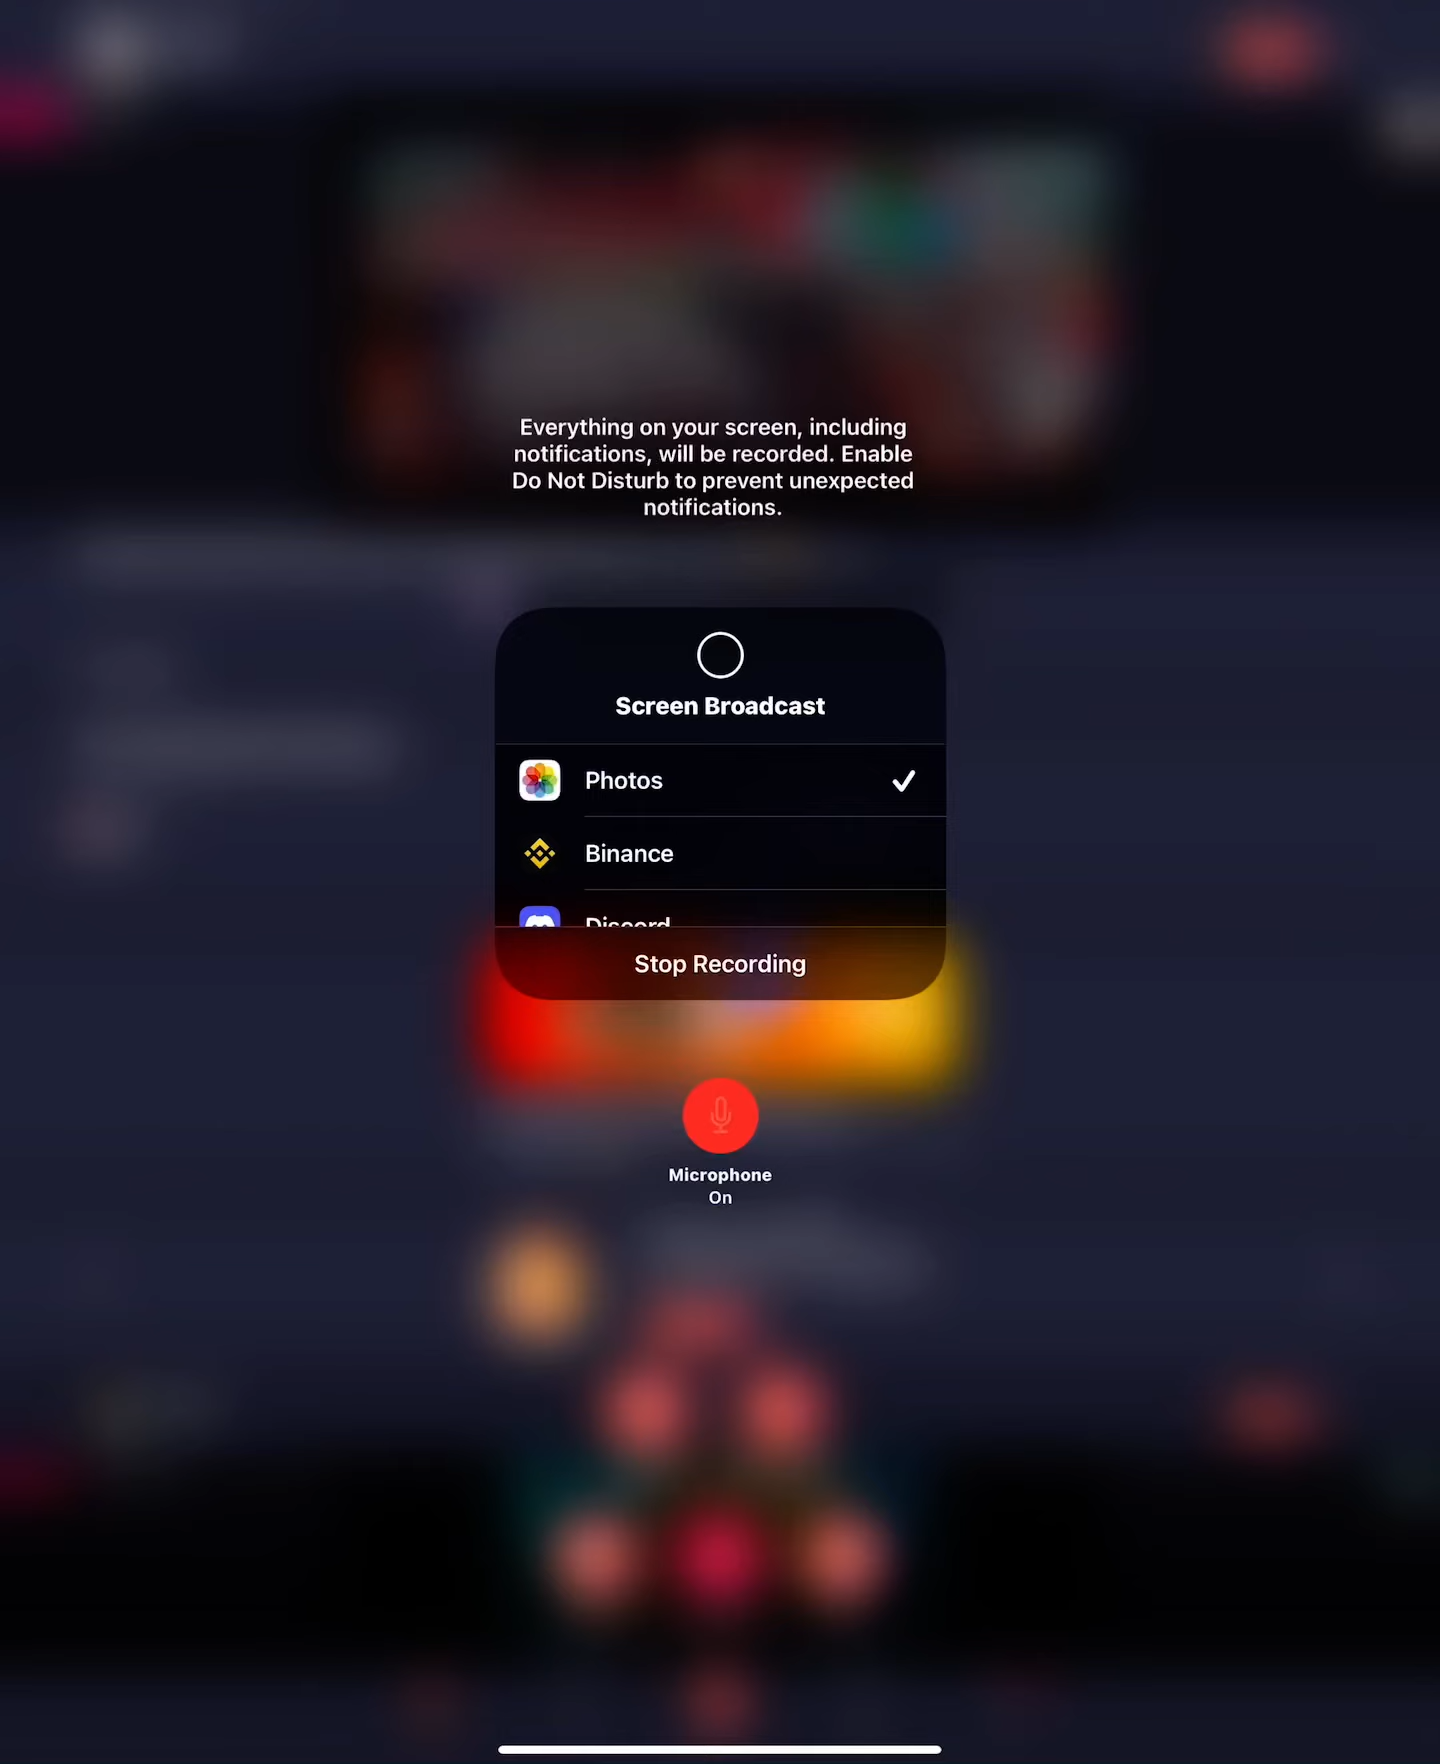 Everything on your screen, including
notifications, will be recorded. Enable
Do Not Disturb to prevent unexpected
notifications.
Screen Broadcast
Photos
Binance
Discord
Stop Recording
Microphone
On